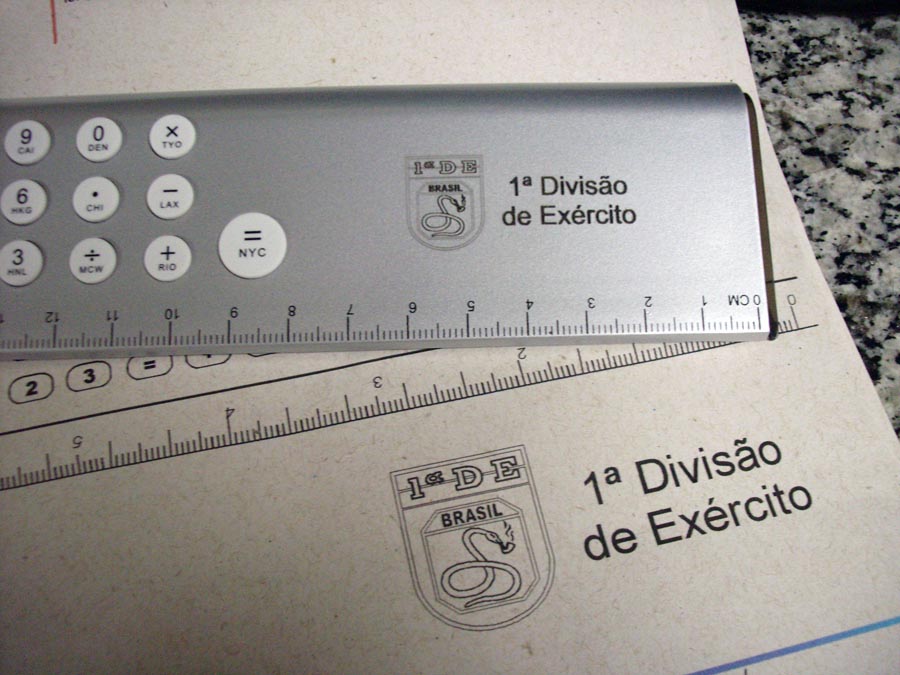 9
CAI
0
DEN
×
TYO
6
HKG
•
CHI
−
LAX
3
HNL
÷
MCW
+
RIO
=
NYC
1ª DE
BRASIL
1ª Divisão
de Exército
12 11 10 9 8 7 6 5 4 3 2 1 0 CM
2 3 =
5 4 3 2 0
1ª DE
BRASIL
1ª Divisão
de Exército